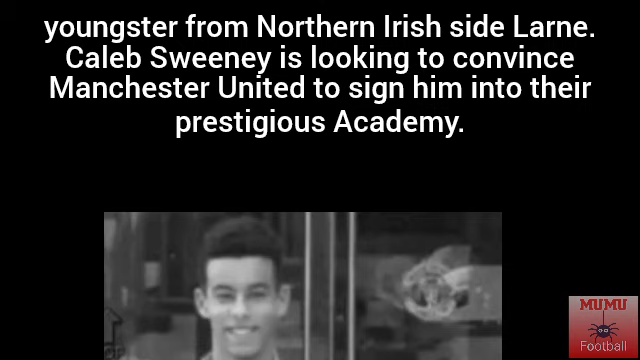 youngster from Northern Irish side Larne.
Caleb Sweeney is looking to convince
Manchester United to sign him into their
prestigious Academy.
MUMU
Football